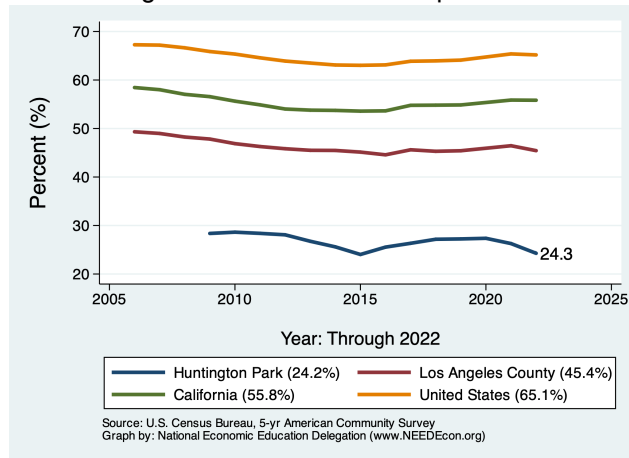 70
60
50
40
30
20
Percent (%)
24.3
2005
2010
2015
2020
2025
Year: Through 2022
Huntington Park (24.2%)
Los Angeles County (45.4%)
California (55.8%)
United States (65.1%)
Source: U.S. Census Bureau, 5-yr American Community Survey
Graph by: National Economic Education Delegation (www.NEEDEcon.org)